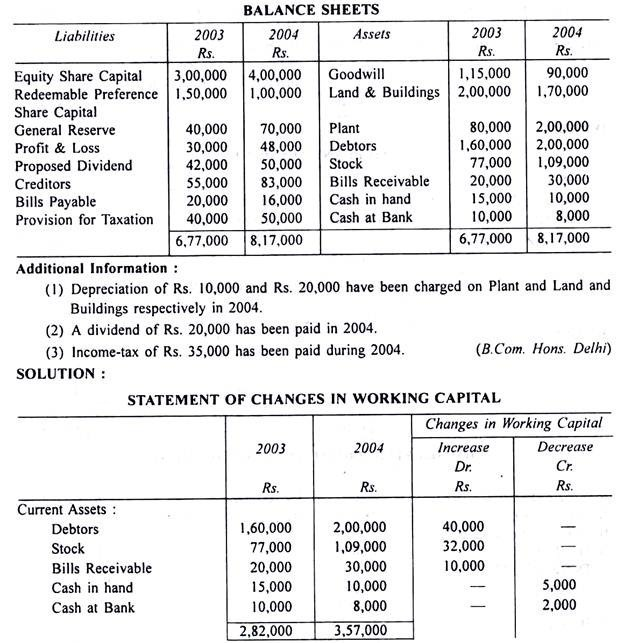 BALANCE SHEETS
Liabilities 2003 2004 Assets 2003 2004
Rs. Rs. Rs. Rs.
Equity Share Capital 3,00,000 4,00,000 Goodwill 1,15,000 90,000
Redeemable Preference 1,50,000 1,00,000 Land & Buildings 2,00,000 1,70,000
Share Capital
General Reserve 40,000 70,000 Plant 80,000 2,00,000
Profit & Loss 30,000 48,000 Debtors 1,60,000 2,00,000
Proposed Dividend 42,000 50,000 Stock 77,000 1,09,000
Creditors 55,000 83,000 Bills Receivable 20,000 30,000
Bills Payable 20,000 16,000 Cash in hand 15,000 10,000
Provision for Taxation 40,000 50,000 Cash at Bank 10,000 8,000
6,77,000 8,17,000 6,77,000 8,17,000
Additional Information :
(1) Depreciation of Rs. 10,000 and Rs. 20,000 have been charged on Plant and Land and
Buildings respectively in 2004.
(2) A dividend of Rs. 20,000 has been paid in 2004.
(3) Income-tax of Rs. 35,000 has been paid during 2004. (B.Com. Hons. Delhi)
SOLUTION :
STATEMENT OF CHANGES IN WORKING CAPITAL
Changes in Working Capital
2003 2004 Increase Decrease
Dr. Cr.
Rs. Rs. Rs. Rs.
Current Assets :
Debtors 1,60,000 2,00,000 40,000 —
Stock 77,000 1,09,000 32,000 —
Bills Receivable 20,000 30,000 10,000 —
Cash in hand 15,000 10,000 — 5,000
Cash at Bank 10,000 8,000 — 2,000
2,82,000 3,57,000